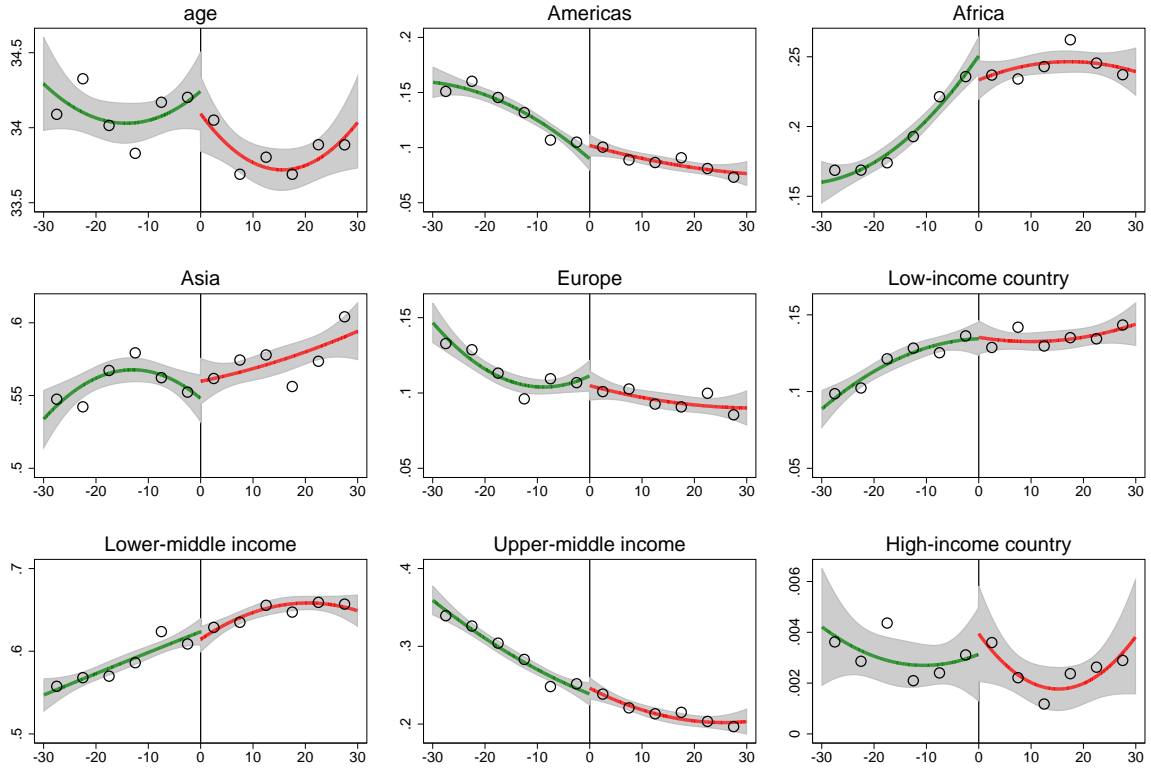 age
34.5
34
33.5
-30 -20 -10 0 10 20 30
Americas
.2
.15
.1
.05
-30 -20 -10 0 10 20 30
Africa
.25
.2
.15
-30 -20 -10 0 10 20 30
Asia
.6
.55
.5
-30 -20 -10 0 10 20 30
Europe
.15
.1
.05
-30 -20 -10 0 10 20 30
Low-income country
.15
.1
.05
-30 -20 -10 0 10 20 30
Lower-middle income
.7
.6
.5
-30 -20 -10 0 10 20 30
Upper-middle income
.4
.3
.2
-30 -20 -10 0 10 20 30
High-income country
.006
.004
.002
0
-30 -20 -10 0 10 20 30